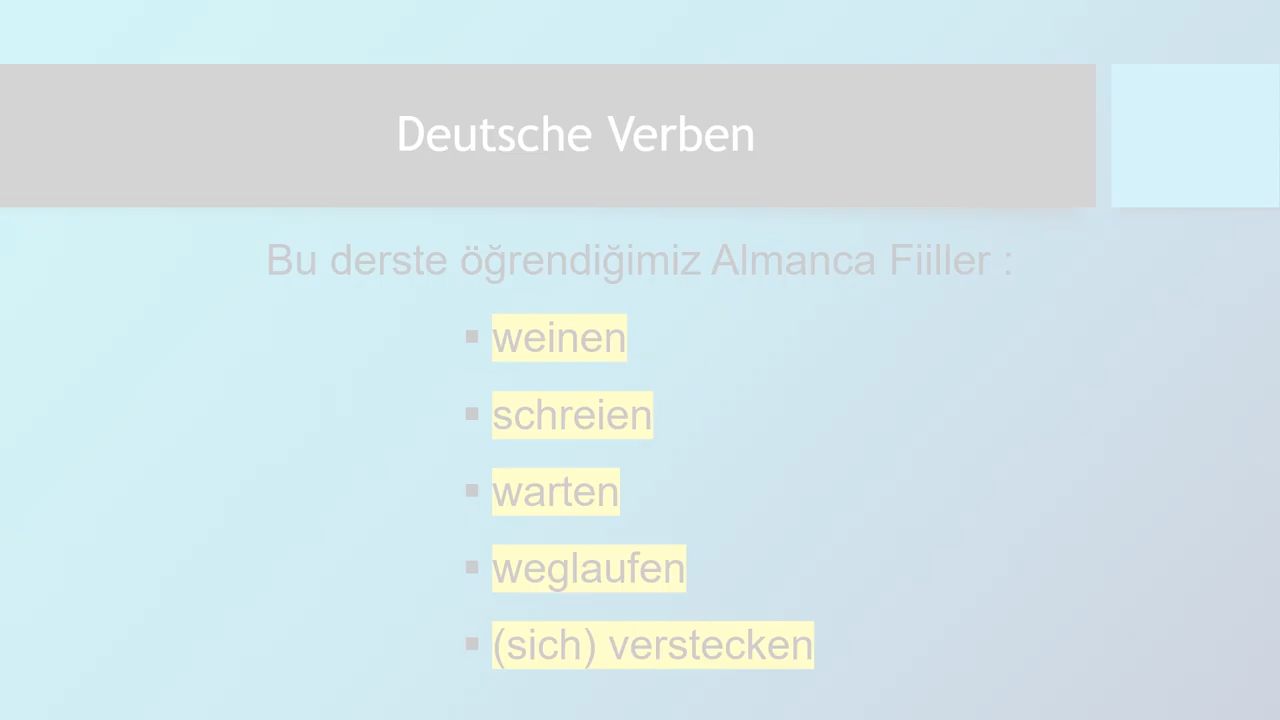 Deutsche Verben
Bu derste öğrendiğimiz Almanca Fiiller :
▪ weinen
▪ schreien
▪ warten
▪ weglaufen
▪ (sich) verstecken